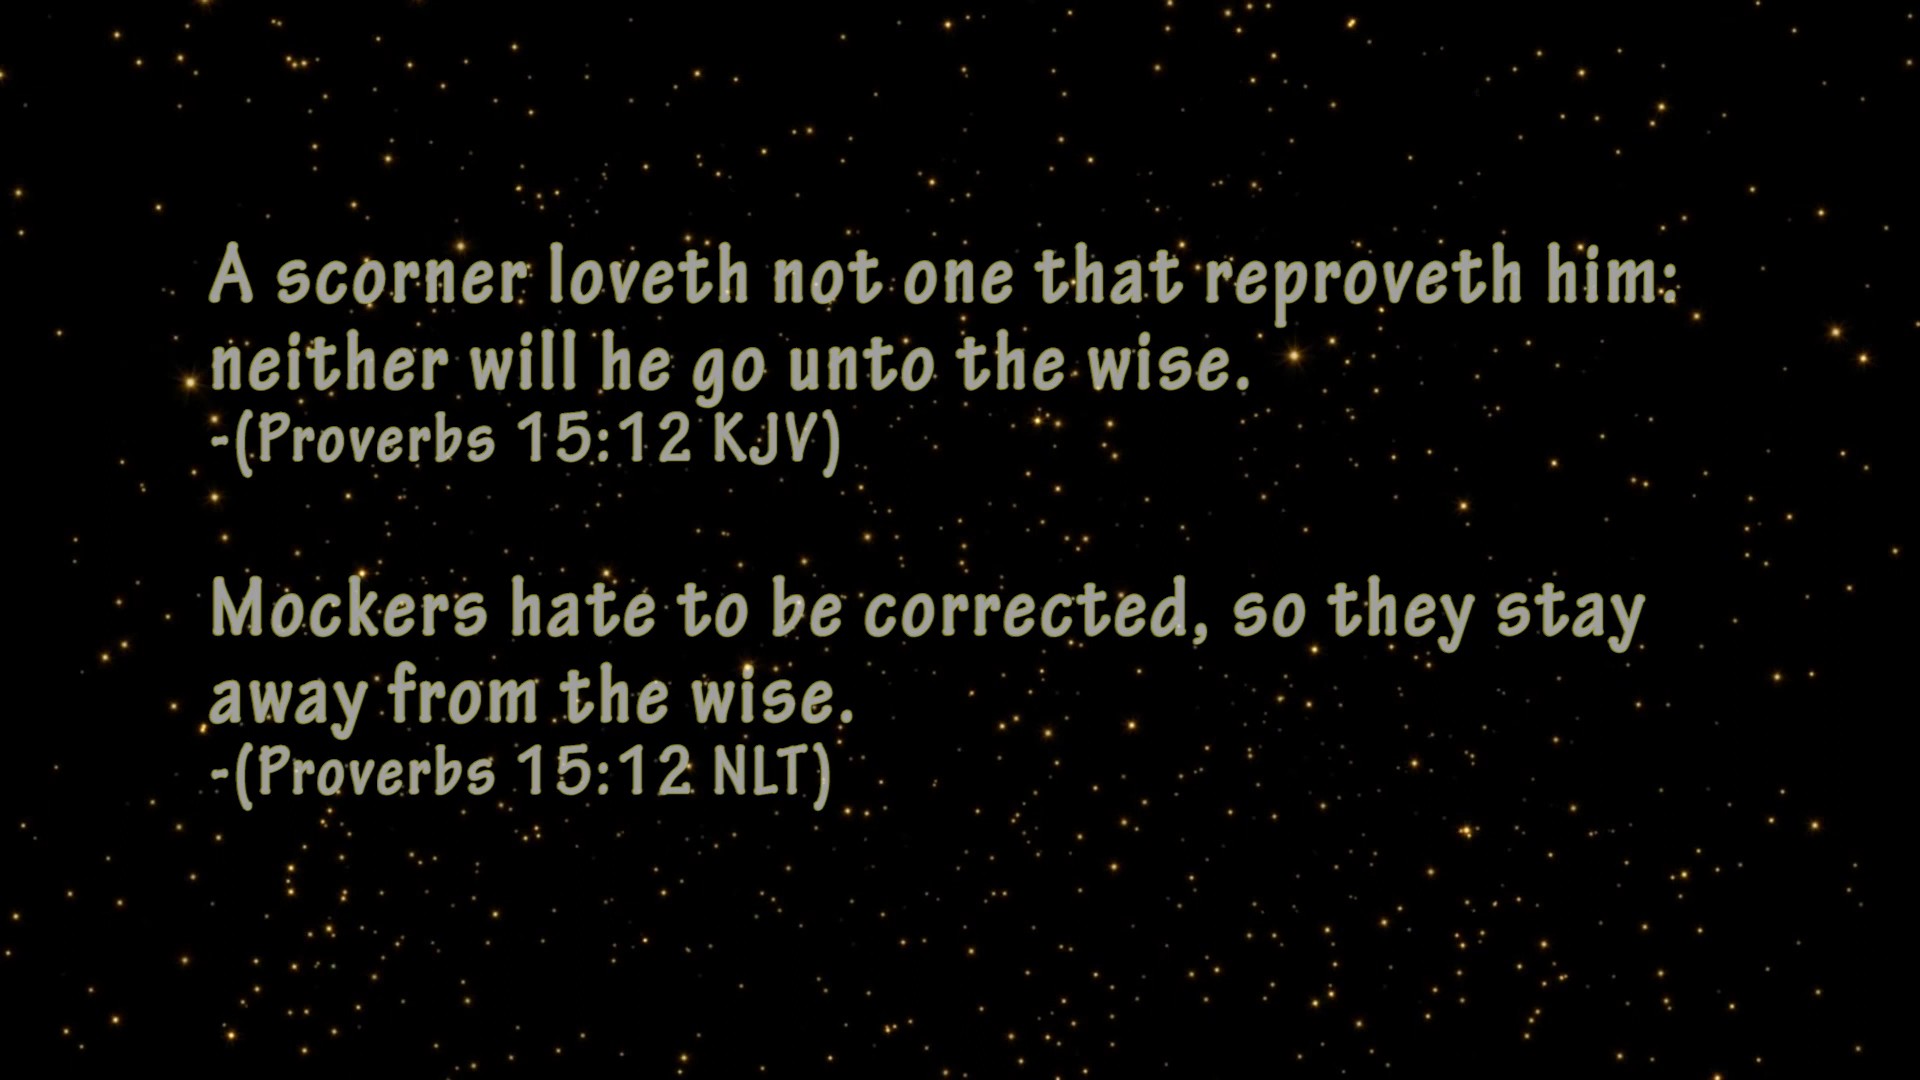 A scorner loveth not one that reproveth him:
neither will he go unto the wise.
-(Proverbs 15:12 KJV)
Mockers hate to be corrected, so they stay
away from the wise.
-(Proverbs 15:12 NLT)